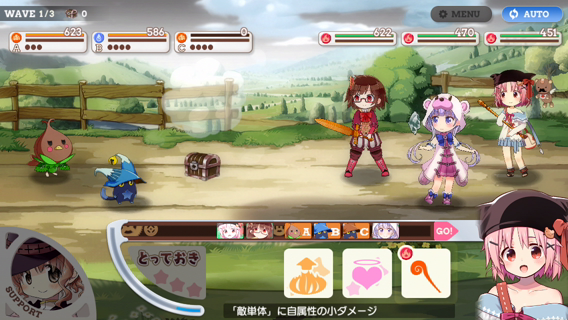 WAVE 1/3 0
MENU
AUTO
623
586
0
622
470
451
A
B
C
A B C GO!
とっておき
SUPPORT
「敵単体」に自属性の小ダメージ